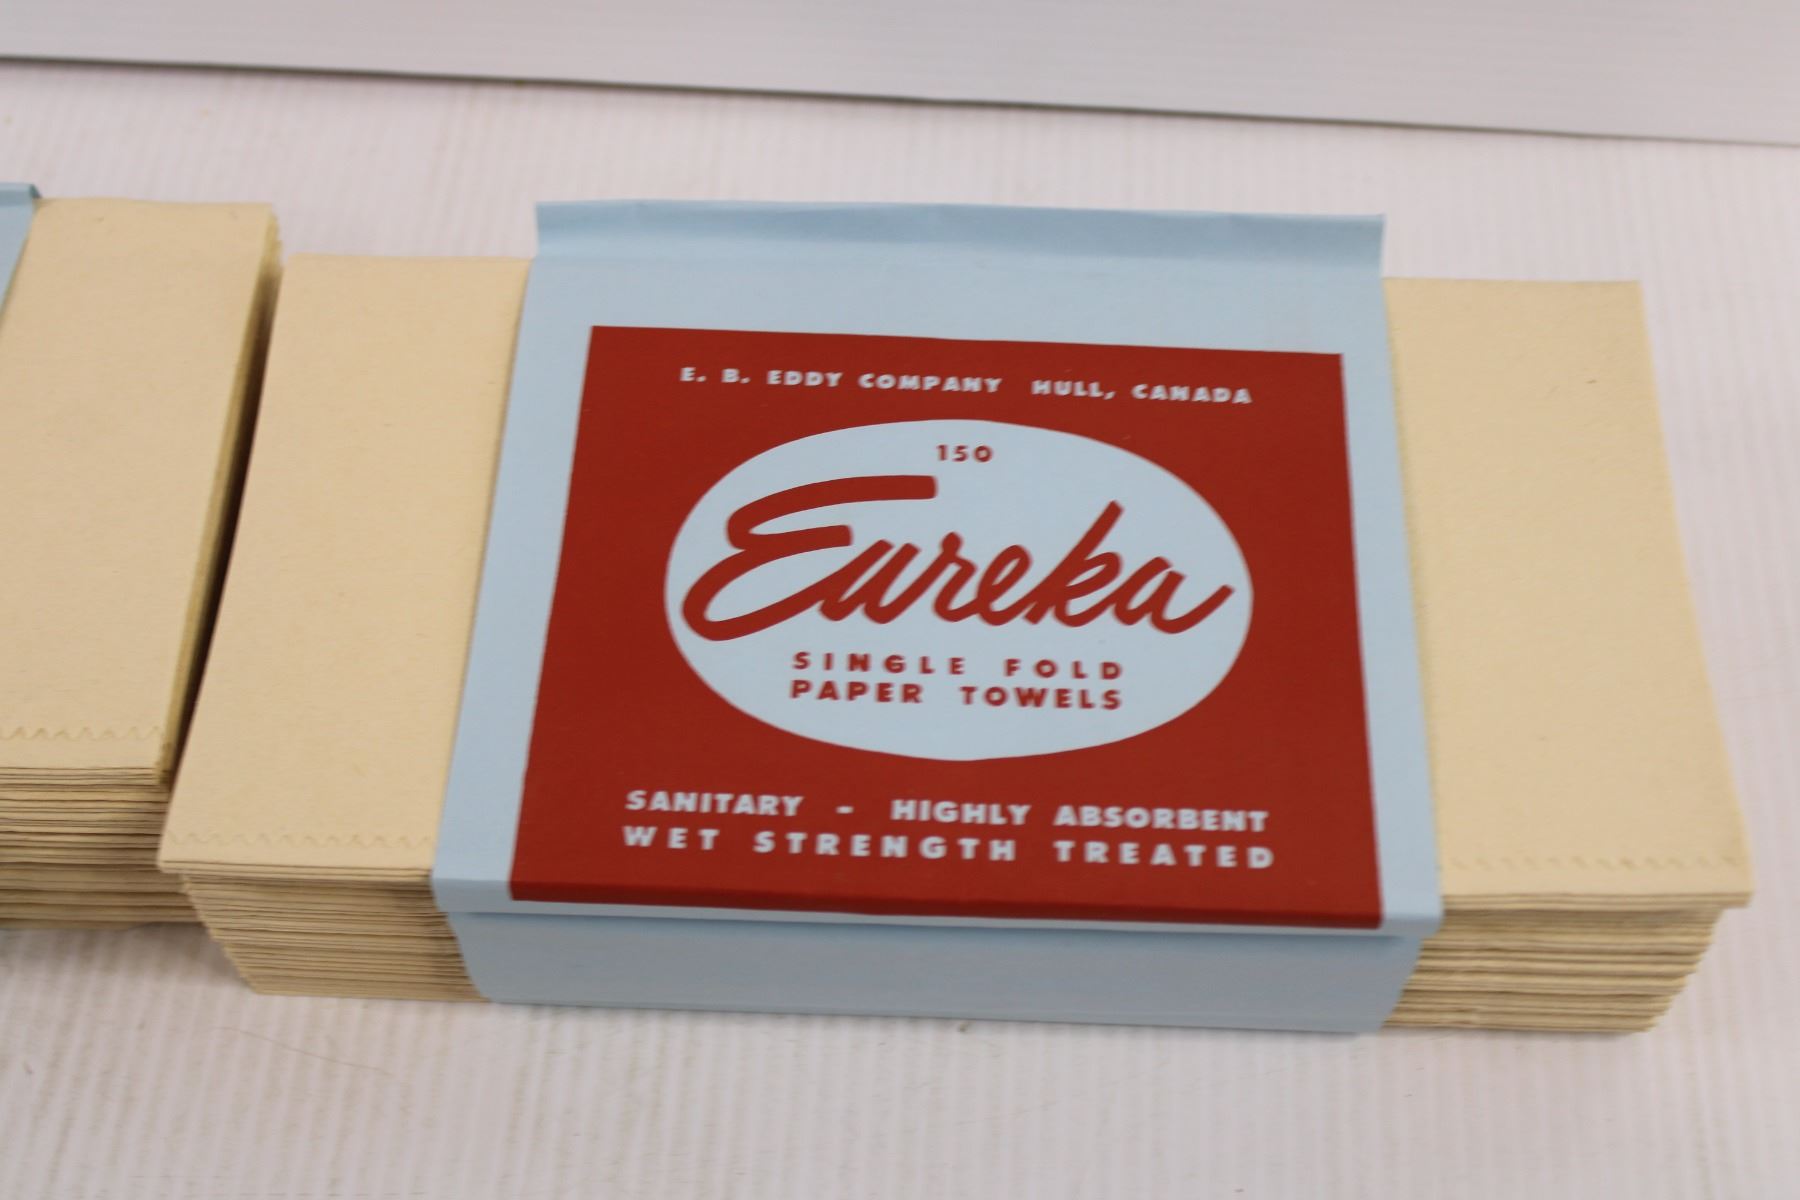 E. B. EDDY COMPANY HULL, CANADA
150
Eureka
SINGLE FOLD
PAPER TOWELS
SANITARY - HIGHLY ABSORBENT
WET STRENGTH TREATED